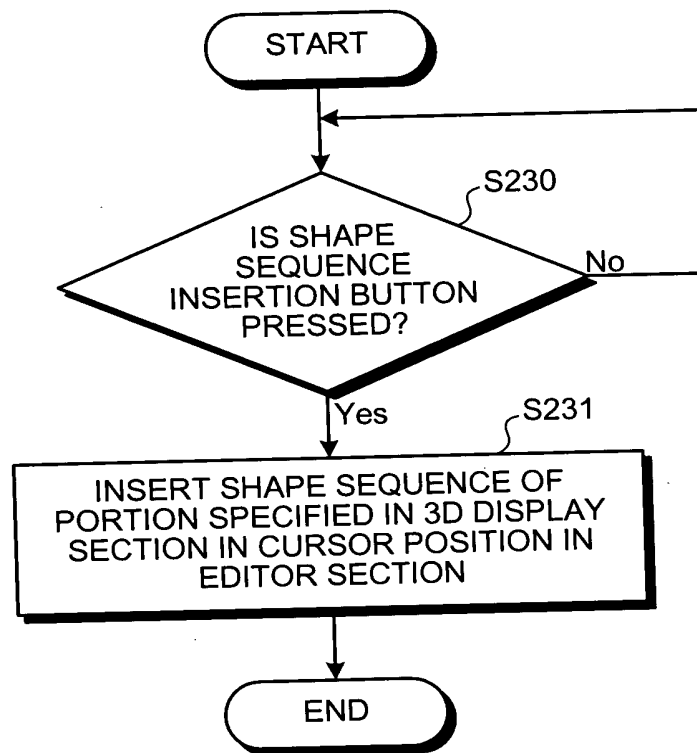 START
S230
IS SHAPE
SEQUENCE
INSERTION BUTTON
PRESSED?
No
Yes
S231
INSERT SHAPE SEQUENCE OF
PORTION SPECIFIED IN 3D DISPLAY
SECTION IN CURSOR POSITION IN
EDITOR SECTION
END